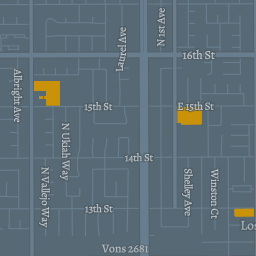 N 1st Ave
Laurel Ave
16th St
Albright Ave
15th St
E 15th St
N Ukiah Way
14th St
N Vallejo Way
Shelley Ave
Winston Ct
13th St
Los
Vons 2681